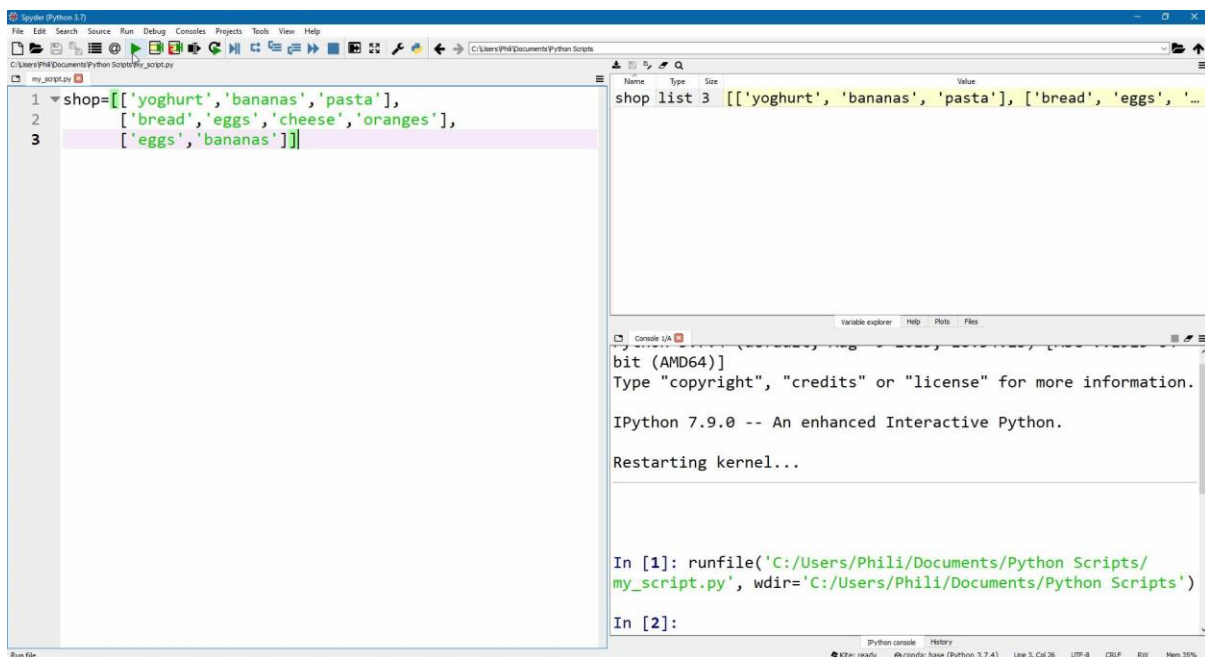 Spyder (Python 3.7)
File Edit Search Source Run Debug Consoles Projects Tools View Help
C:\Users\Phili\Documents\Python Scripts
C:\Users\Phili\Documents\Python Scripts\my_script.py
my_script.py
1 shop=[['yoghurt','bananas','pasta'],
2 ['bread','eggs','cheese','oranges'],
3 ['eggs','bananas']]
Name Type Size Value
shop list 3 [['yoghurt', 'bananas', 'pasta'], ['bread', 'eggs', '…
Variable explorer Help Plots Files
Console 1/A
bit (AMD64)]
Type "copyright", "credits" or "license" for more information.
IPython 7.9.0 -- An enhanced Interactive Python.
Restarting kernel...
In [1]: runfile('C:/Users/Phili/Documents/Python Scripts/
my_script.py', wdir='C:/Users/Phili/Documents/Python Scripts')
In [2]:
IPython console History
Run file
Kite: ready conda: base (Python 3.7.4) Line 3, Col 26 UTF-8 CRLF RW Mem 35%